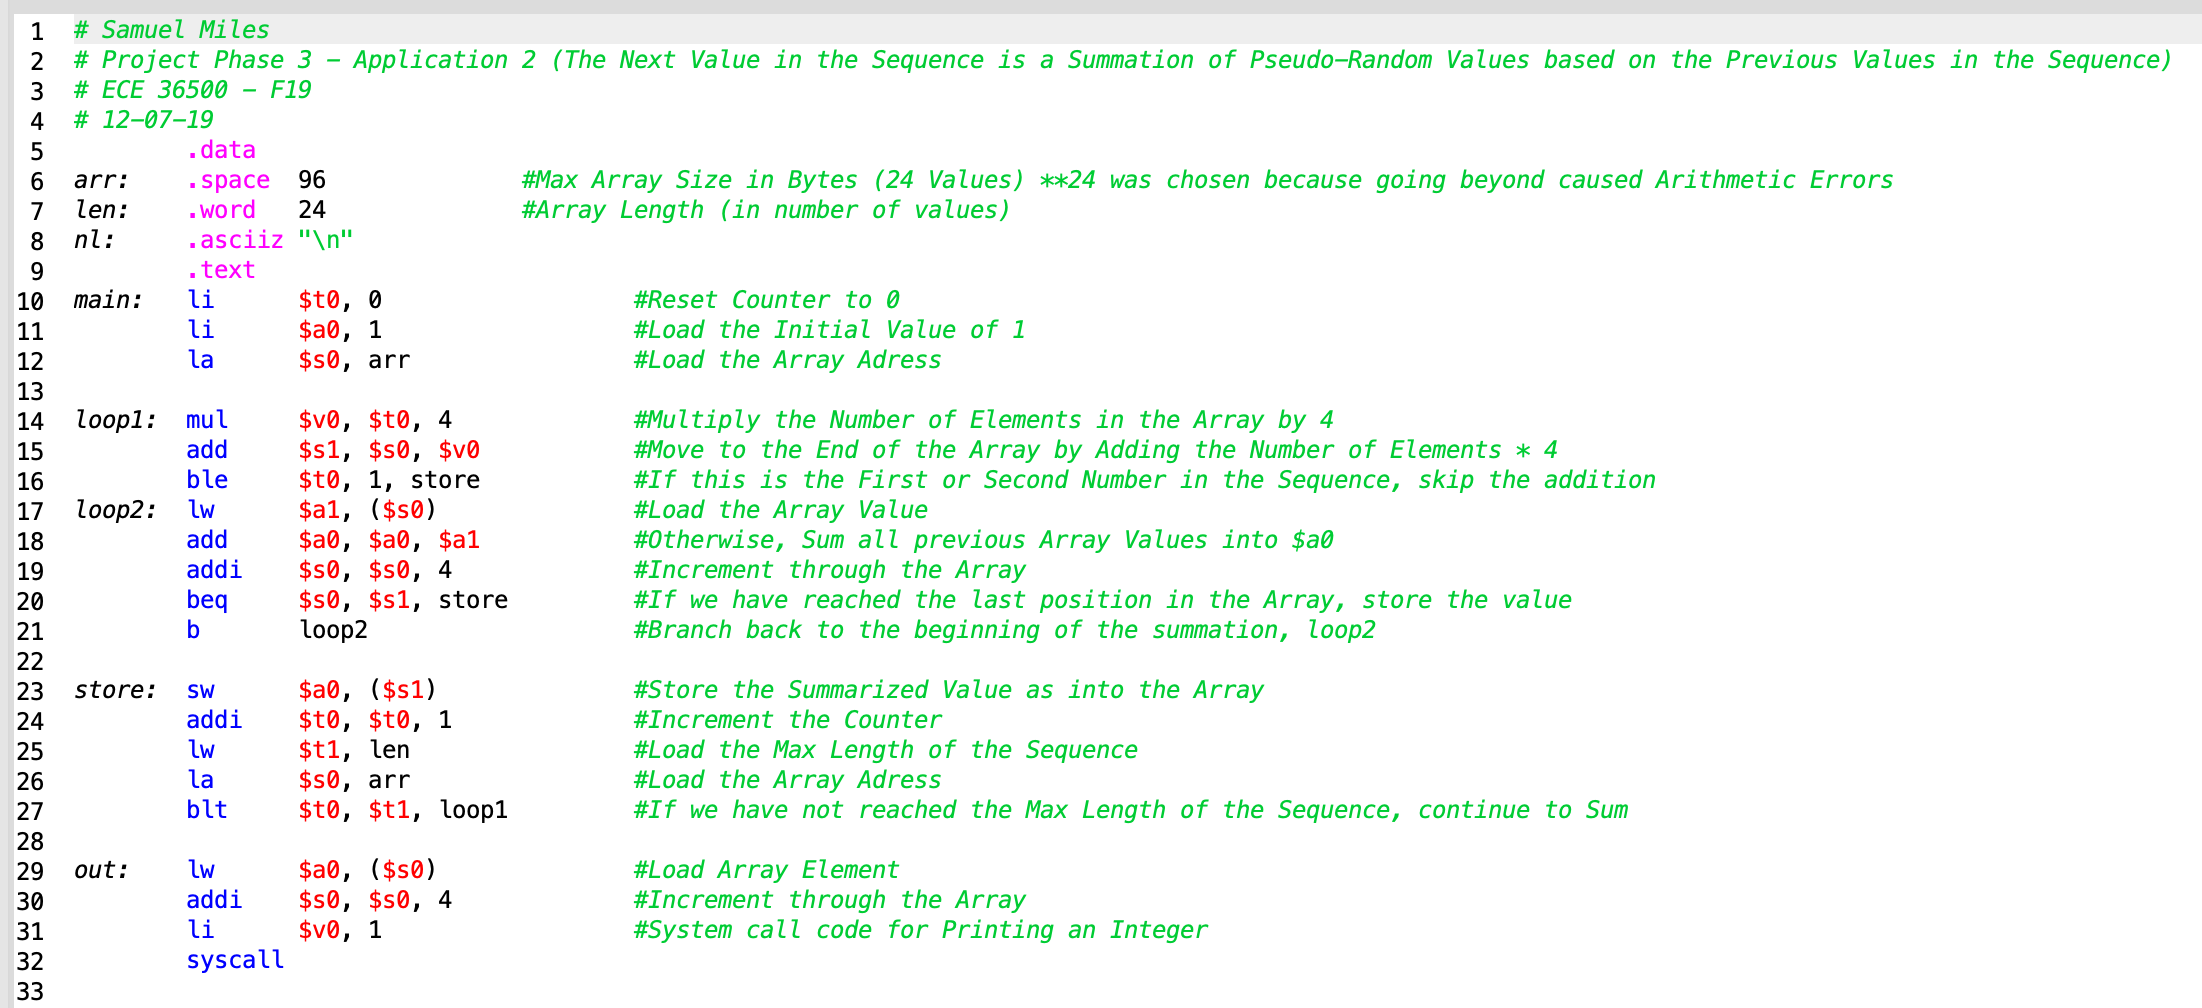 1 # Samuel Miles
2 # Project Phase 3 - Application 2 (The Next Value in the Sequence is a Summation of Pseudo-Random Values based on the Previous Values in the Sequence)
3 # ECE 36500 - F19
4 # 12-07-19
5 .data
6 arr: .space 96 #Max Array Size in Bytes (24 Values) **24 was chosen because going beyond caused Arithmetic Errors
7 len: .word 24 #Array Length (in number of values)
8 nl: .asciiz "\n"
9 .text
10 main: li $t0, 0 #Reset Counter to 0
11 li $a0, 1 #Load the Initial Value of 1
12 la $s0, arr #Load the Array Adress
13
14 loop1: mul $v0, $t0, 4 #Multiply the Number of Elements in the Array by 4
15 add $s1, $s0, $v0 #Move to the End of the Array by Adding the Number of Elements * 4
16 ble $t0, 1, store #If this is the First or Second Number in the Sequence, skip the addition
17 loop2: lw $a1, ($s0) #Load the Array Value
18 add $a0, $a0, $a1 #Otherwise, Sum all previous Array Values into $a0
19 addi $s0, $s0, 4 #Increment through the Array
20 beq $s0, $s1, store #If we have reached the last position in the Array, store the value
21 b loop2 #Branch back to the beginning of the summation, loop2
22
23 store: sw $a0, ($s1) #Store the Summarized Value as into the Array
24 addi $t0, $t0, 1 #Increment the Counter
25 lw $t1, len #Load the Max Length of the Sequence
26 la $s0, arr #Load the Array Adress
27 blt $t0, $t1, loop1 #If we have not reached the Max Length of the Sequence, continue to Sum
28
29 out: lw $a0, ($s0) #Load Array Element
30 addi $s0, $s0, 4 #Increment through the Array
31 li $v0, 1 #System call code for Printing an Integer
32 syscall
33